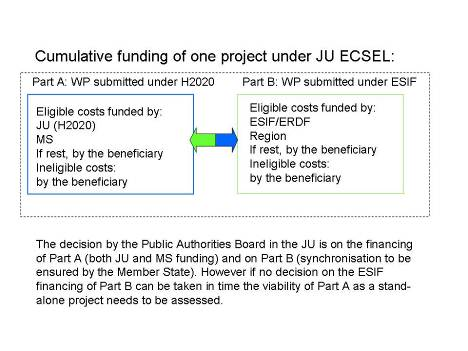 Cumulative funding of one project under JU ECSEL:
Part A: WP submitted under H2020
Eligible costs funded by:
JU (H2020)
MS
If rest, by the beneficiary
Ineligible costs:
by the beneficiary
Part B: WP submitted under ESIF
Eligible costs funded by:
ESIF/ERDF
Region
If rest, by the beneficiary
Ineligible costs:
by the beneficiary
The decision by the Public Authorities Board in the JU is on the financing
of Part A (both JU and MS funding) and on Part B (synchronisation to be
ensured by the Member State). However if no decision on the ESIF
financing of Part B can be taken in time the viability of Part A as a stand-
alone project needs to be assessed.